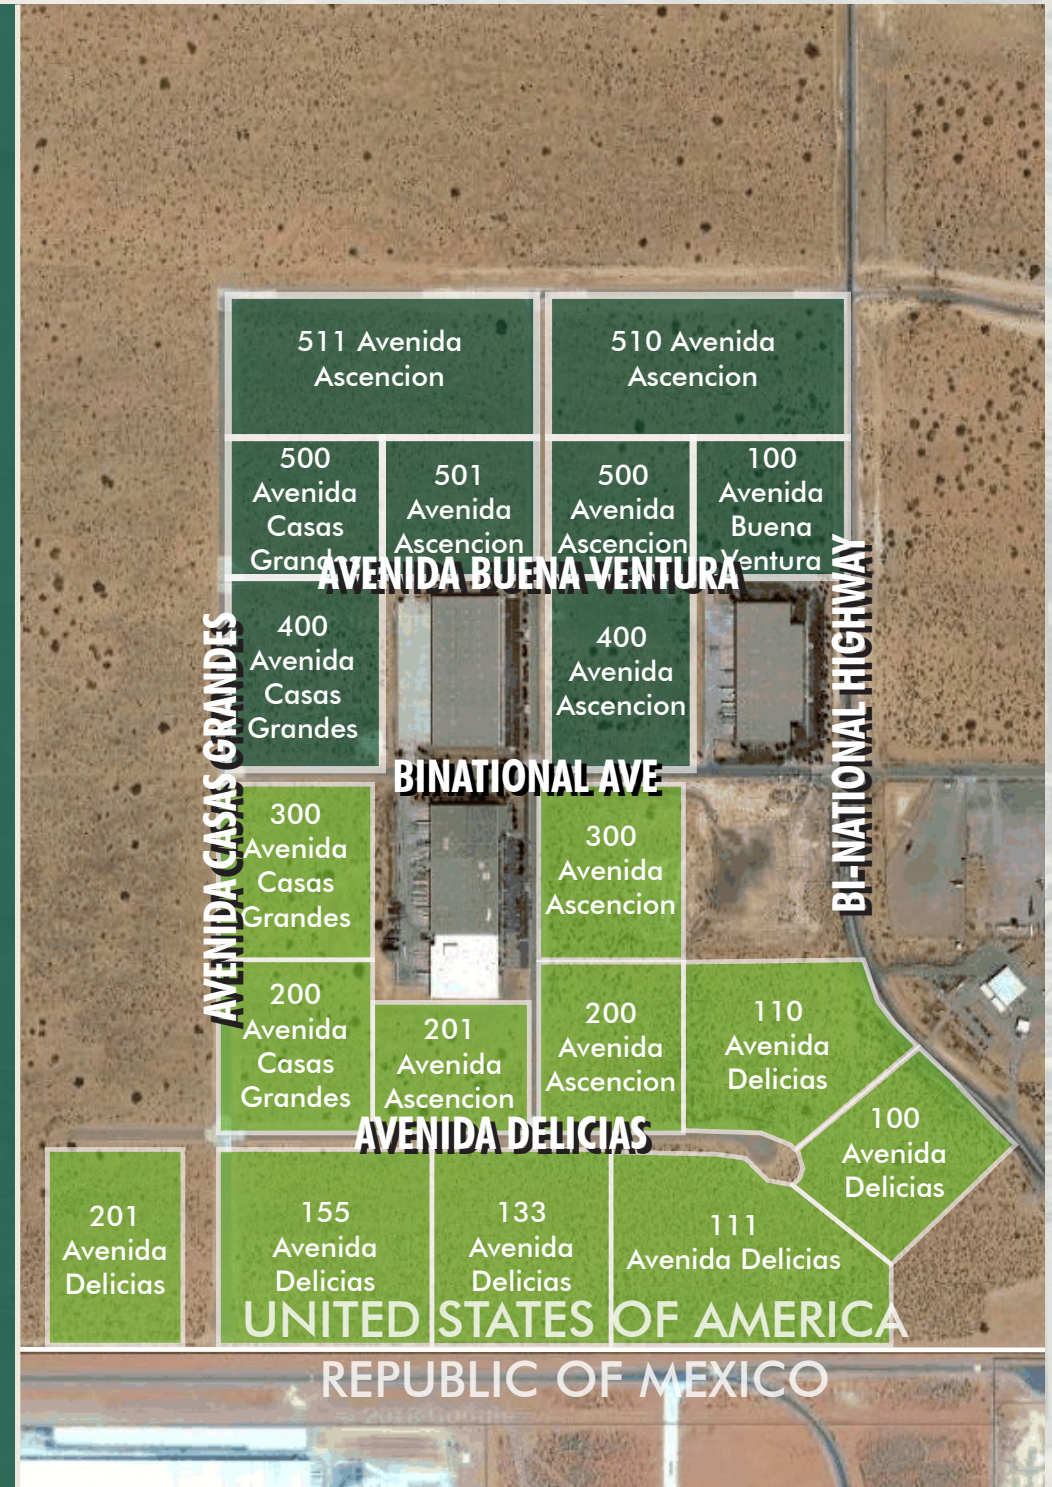 511 Avenida
Ascencion
510 Avenida
Ascencion
500
Avenida
Casas
Grandes
501
Avenida
Ascencion
500
Avenida
Ascencion
100
Avenida
Buena
Ventura
AVENIDA BUENA VENTURA
400
Avenida
Casas
Grandes
400
Avenida
Ascencion
AVENIDA CASAS GRANDES
BI-NATIONAL HIGHWAY
BINATIONAL AVE
300
Avenida
Casas
Grandes
300
Avenida
Ascencion
200
Avenida
Casas
Grandes
201
Avenida
Ascencion
200
Avenida
Ascencion
110
Avenida
Delicias
100
Avenida
Delicias
AVENIDA DELICIAS
201
Avenida
Delicias
155
Avenida
Delicias
133
Avenida
Delicias
111
Avenida Delicias
UNITED STATES OF AMERICA
REPUBLIC OF MEXICO